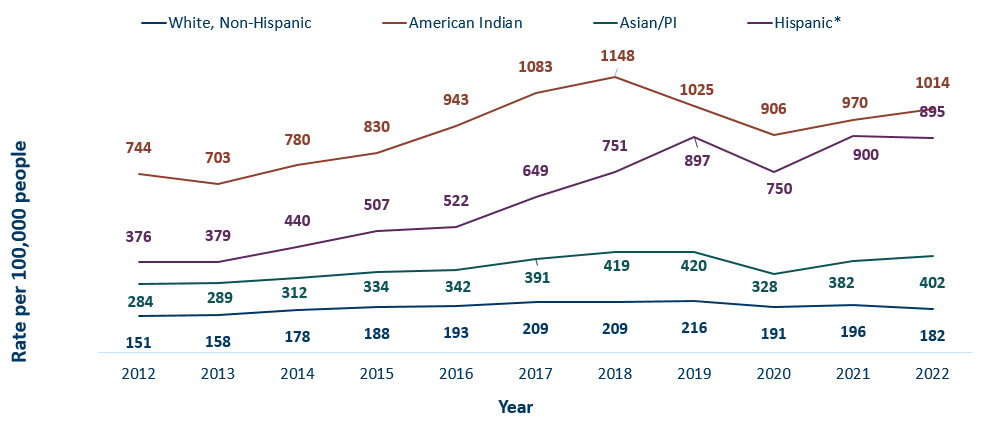 White, Non-Hispanic American Indian Asian/PI Hispanic*
Rate per 100,000 people
744 703 780 830 943 1083 1148 1025 906 970 1014
376 379 440 507 522 649 751 897 750 900 895
284 289 312 334 342 391 419 420 328 382 402
151 158 178 188 193 209 209 216 191 196 182
2012 2013 2014 2015 2016 2017 2018 2019 2020 2021 2022
Year